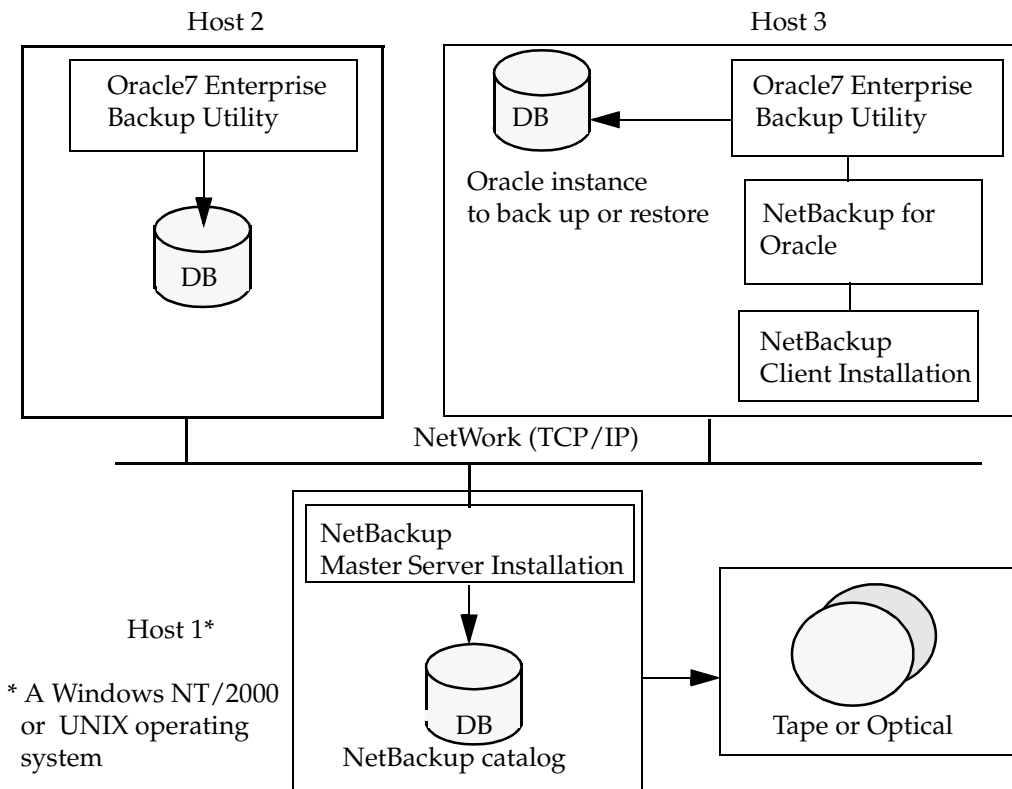 Host 2
Oracle7 Enterprise
Backup Utility
DB
Host 3
DB
Oracle7 Enterprise
Backup Utility
Oracle instance
to back up or restore
NetBackup for
Oracle
NetBackup
Client Installation
NetWork (TCP/IP)
NetBackup
Master Server Installation
DB
NetBackup catalog
Host 1*
* A Windows NT/2000
or UNIX operating
system
Tape or Optical